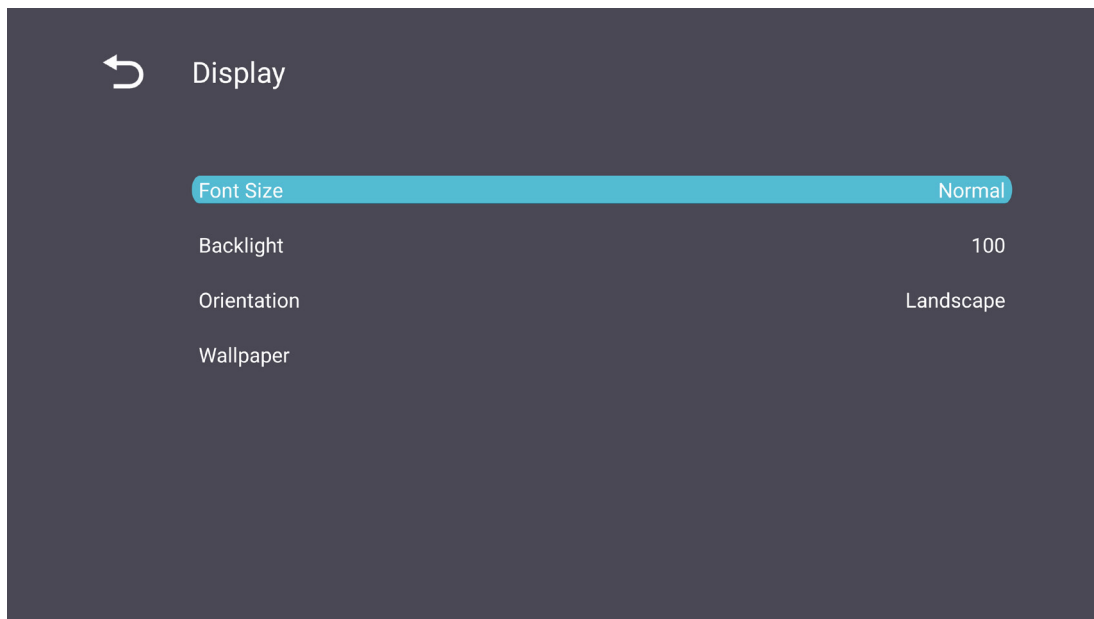 Display
Font Size Normal
Backlight 100
Orientation Landscape
Wallpaper